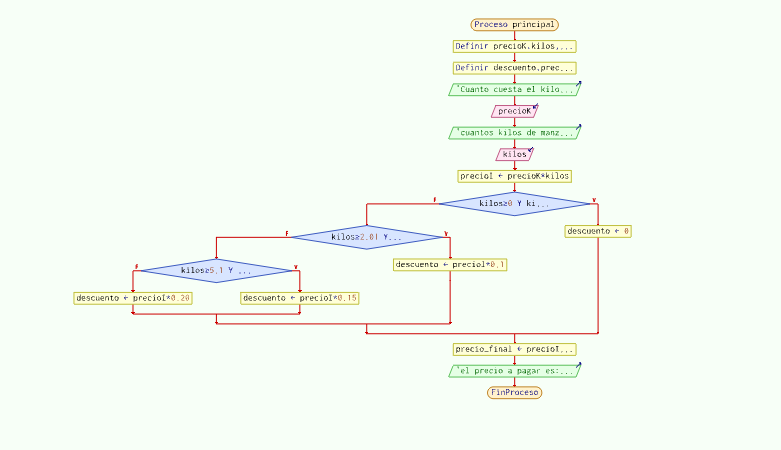 Proceso principal
Definir precioK,kilos,...
Definir descuento,prec...
'Cuanto cuesta el kilo...
precioK
'cuantos kilos de manz...
kilos
precioI ← precioK*kilos
F
kilos≥0 Y ki...
V
F
kilos≥2.01 Y...
V
descuento ← 0
F
kilos≥5.1 Y ...
V
descuento ← precioI*0.1
descuento ← precioI*0.20
descuento ← precioI*0.15
precio_final ← precioI...
'el precio a pagar es:...
FinProceso